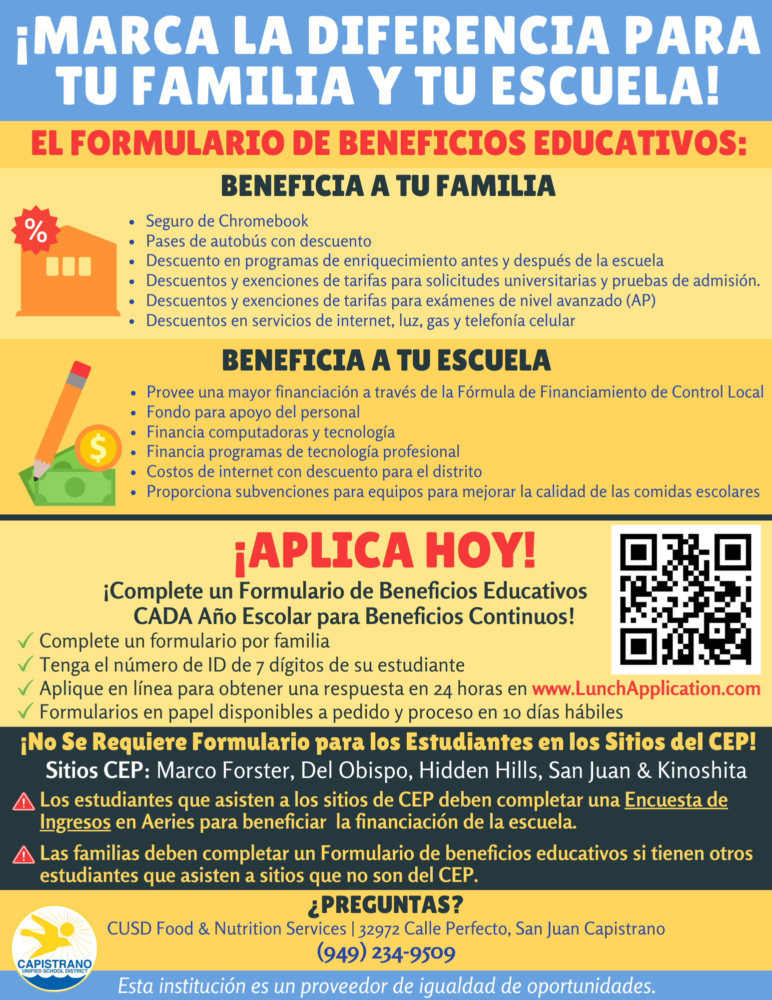 ¡MARCA LA DIFERENCIA PARA
TU FAMILIA Y TU ESCUELA!
EL FORMULARIO DE BENEFICIOS EDUCATIVOS:
BENEFICIA A TU FAMILIA
%
• Seguro de Chromebook
• Pases de autobús con descuento
• Descuento en programas de enriquecimiento antes y después de la escuela
• Descuentos y exenciones de tarifas para solicitudes universitarias y pruebas de admisión.
• Descuentos y exenciones de tarifas para exámenes de nivel avanzado (AP)
• Descuentos en servicios de internet, luz, gas y telefonía celular
BENEFICIA A TU ESCUELA
• Provee una mayor financiación a través de la Fórmula de Financiamiento de Control Local
• Fondo para apoyo del personal
• Financia computadoras y tecnología
• Financia programas de tecnología profesional
• Costos de internet con descuento para el distrito
• Proporciona subvenciones para equipos para mejorar la calidad de las comidas escolares
$
¡APLICA HOY!
¡Complete un Formulario de Beneficios Educativos
CADA Año Escolar para Beneficios Continuos!
✓ Complete un formulario por familia
✓ Tenga el número de ID de 7 dígitos de su estudiante
✓ Aplique en línea para obtener una respuesta en 24 horas en www.LunchApplication.com
✓ Formularios en papel disponibles a pedido y proceso en 10 días hábiles
¡No Se Requiere Formulario para los Estudiantes en los Sitios del CEP!
Sitios CEP: Marco Forster, Del Obispo, Hidden Hills, San Juan & Kinoshita
! Los estudiantes que asisten a los sitios de CEP deben completar una Encuesta de
Ingresos en Aeries para beneficiar la financiación de la escuela.
! Las familias deben completar un Formulario de beneficios educativos si tienen otros
estudiantes que asisten a sitios que no son del CEP.
¿PREGUNTAS?
CUSD Food & Nutrition Services | 32972 Calle Perfecto, San Juan Capistrano
(949) 234-9509
CAPISTRANO
UNIFIED SCHOOL DISTRICT
Esta institución es un proveedor de igualdad de oportunidades.